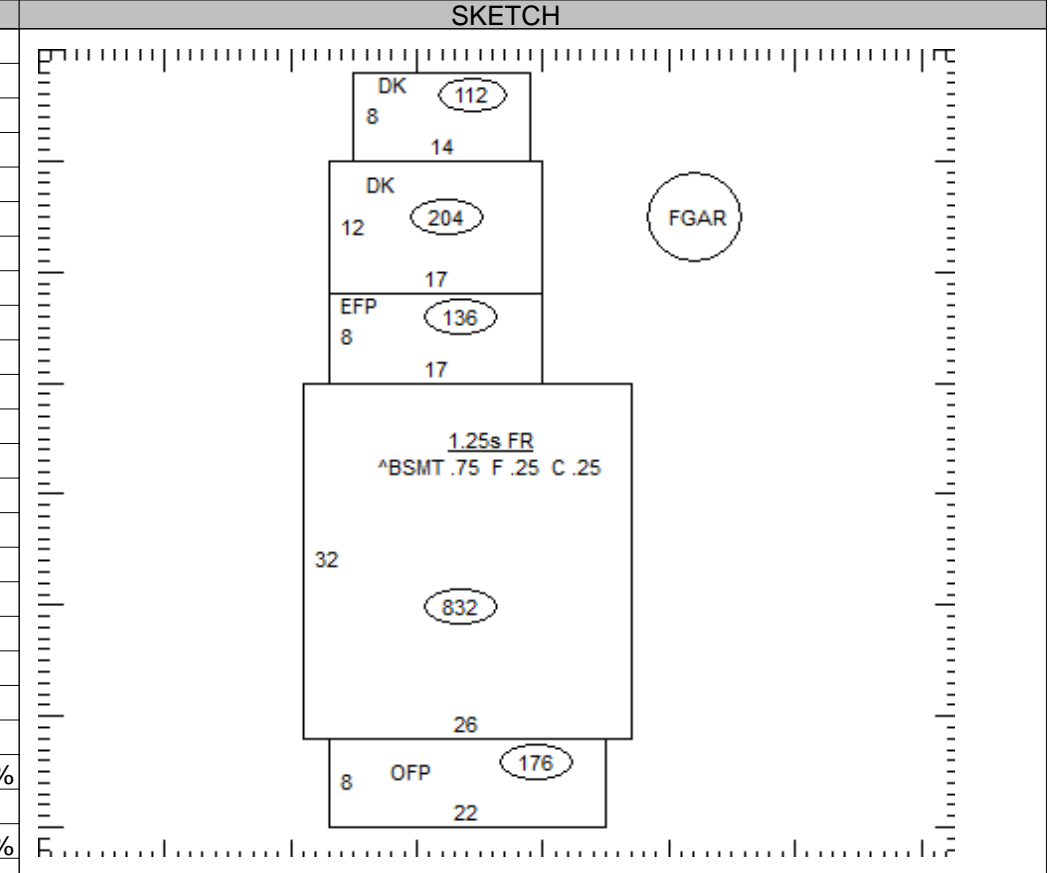 SKETCH
DK 112
8
14
DK
12 204 FGAR
17
EFP 136
8
17
1.25s FR
^BSMT .75 F .25 C .25
32
832
26
176
8 OFP
22
%
%